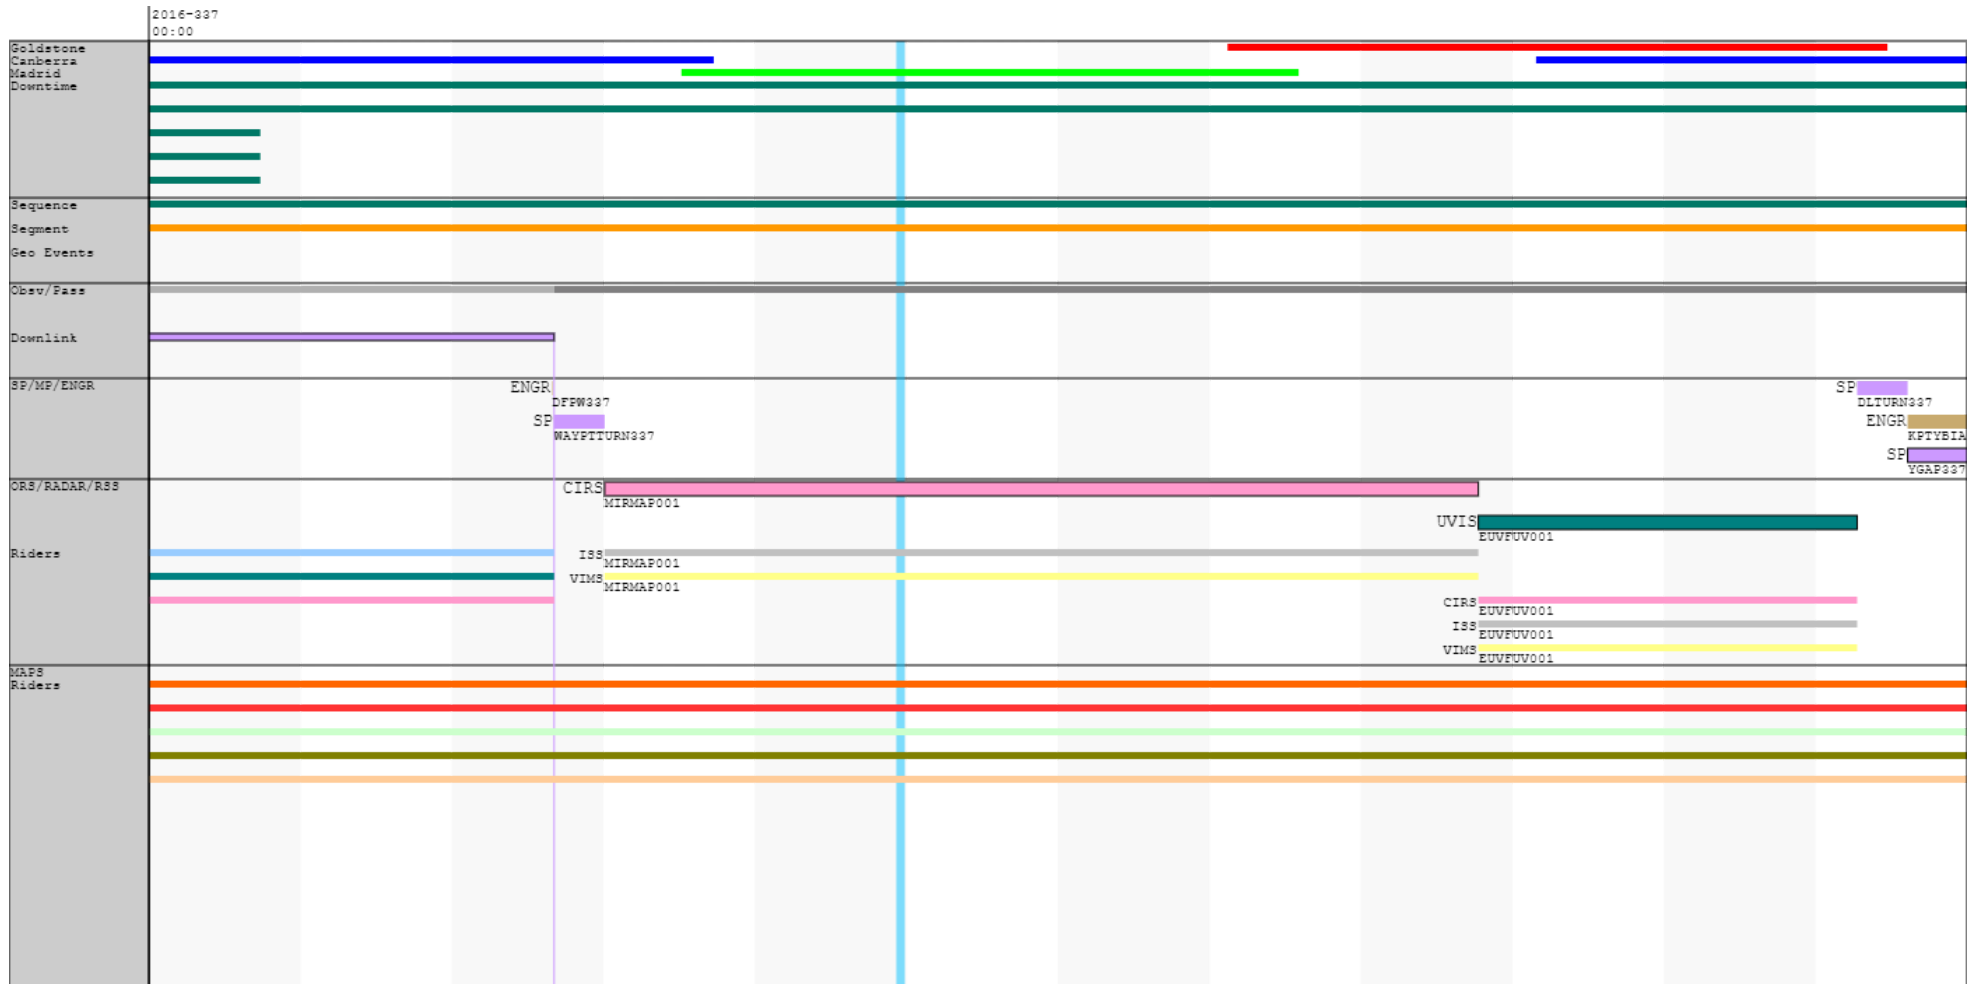 2016-337
00:00
Goldstone
Canberra
Madrid
Downtime
Sequence
Segment
Geo Events
Obsv/Pass
Downlink
SP/MP/ENGR
ENGR
DFPW337
SP
WAYPTTURN337
SP
DLTURN337
ENGR
KPTYBIA
SP
YGAP337
ORS/RADAR/RSS
CIRS
MIRMAP001
UVIS
EUVFUV001
Riders
ISS
MIRMAP001
VIMS
MIRMAP001
CIRS
EUVFUV001
ISS
EUVFUV001
VIMS
EUVFUV001
MAPS
Riders